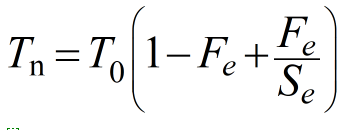 Tₙ = T₀ (1 − Fₑ + Fₑ/Sₑ)